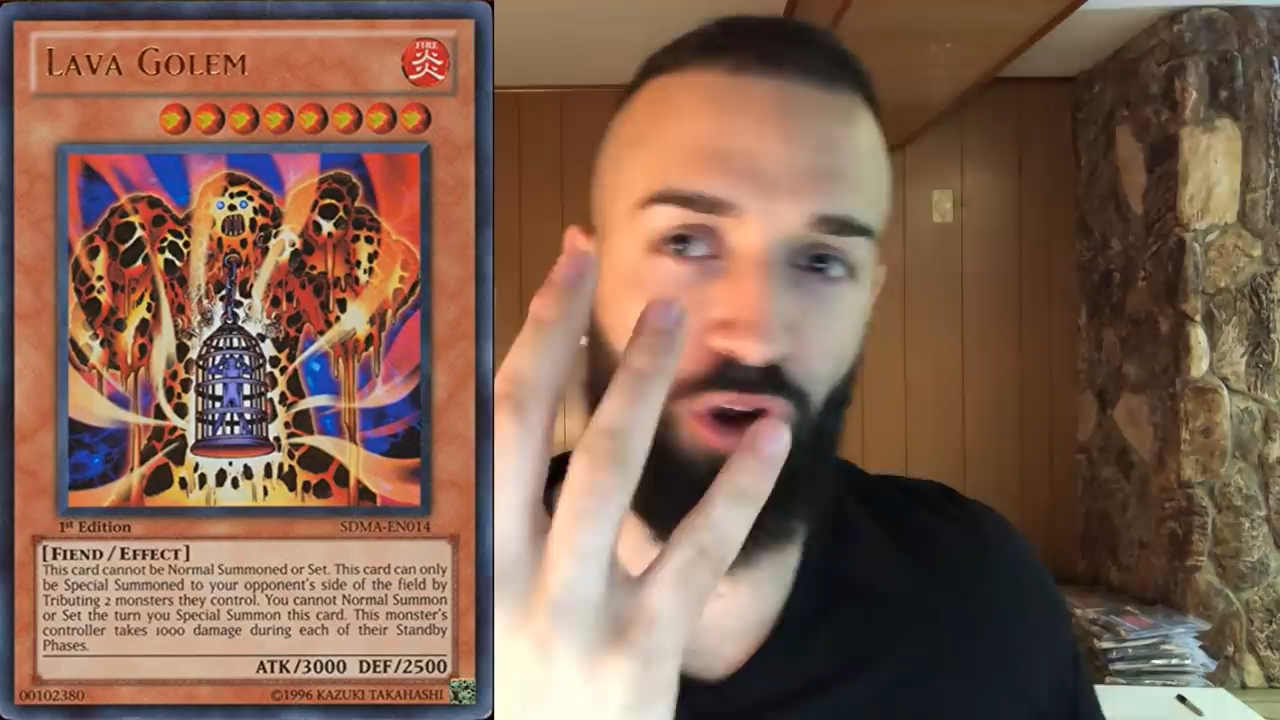 LAVA GOLEM
FIRE
炎
1st Edition
SDMA-EN014
[FIEND / EFFECT]
This card cannot be Normal Summoned or Set. This card can only
be Special Summoned to your opponent's side of the field by
Tributing 2 monsters they control. You cannot Normal Summon
or Set the turn you Special Summon this card. This monster's
controller takes 1000 damage during each of their Standby
Phases.
ATK/3000 DEF/2500
00102380
©1996 KAZUKI TAKAHASHI